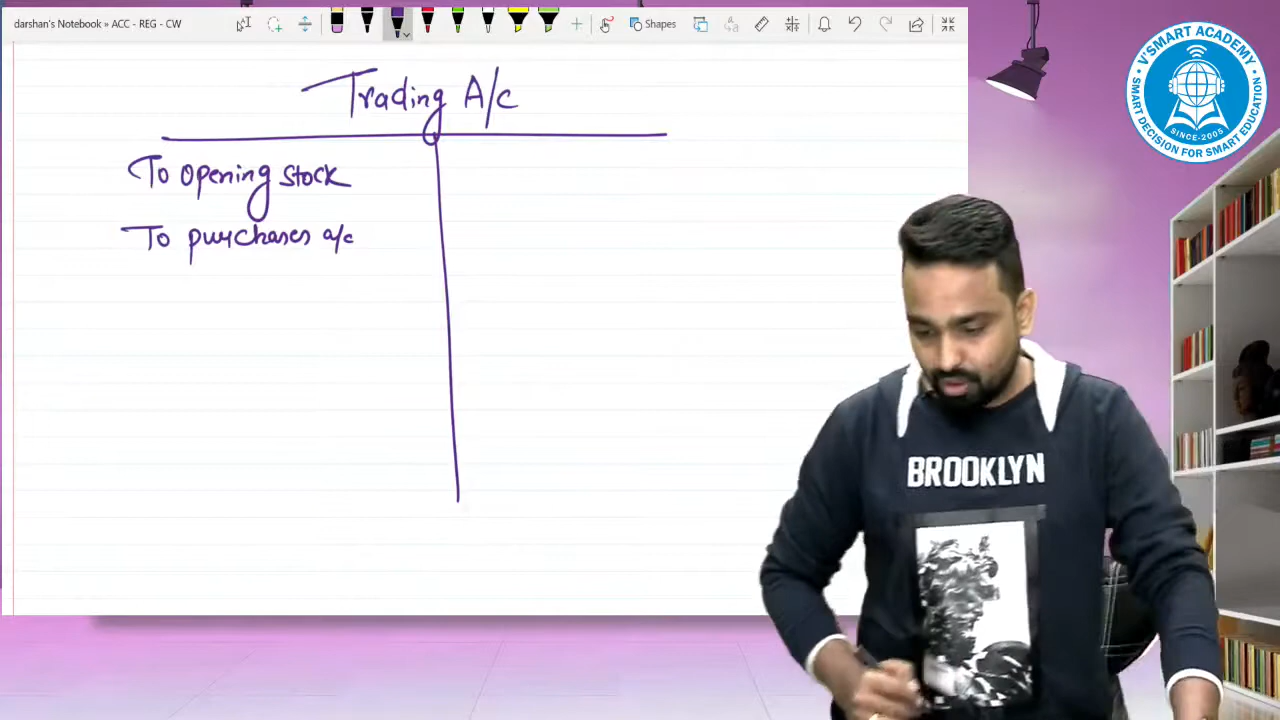 darshan's Notebook » ACC - REG - CW
Shapes
Trading A/c
To opening stock
To purchases a/c
V'SMART ACADEMY
SINCE-2005
SMART DECISION FOR SMART EDUCATION
BROOKLYN